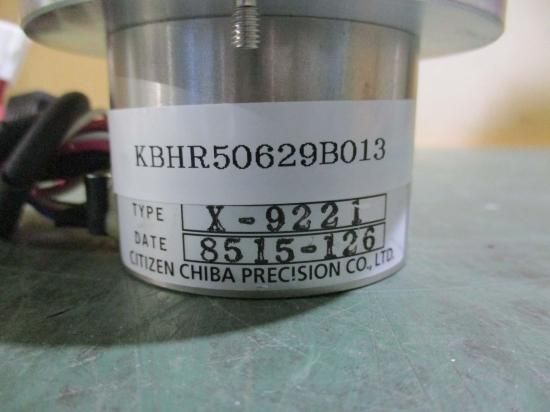 KBHR50629B013
TYPE X-9221
DATE 8515-126
CITIZEN CHIBA PRECISION CO., LTD.